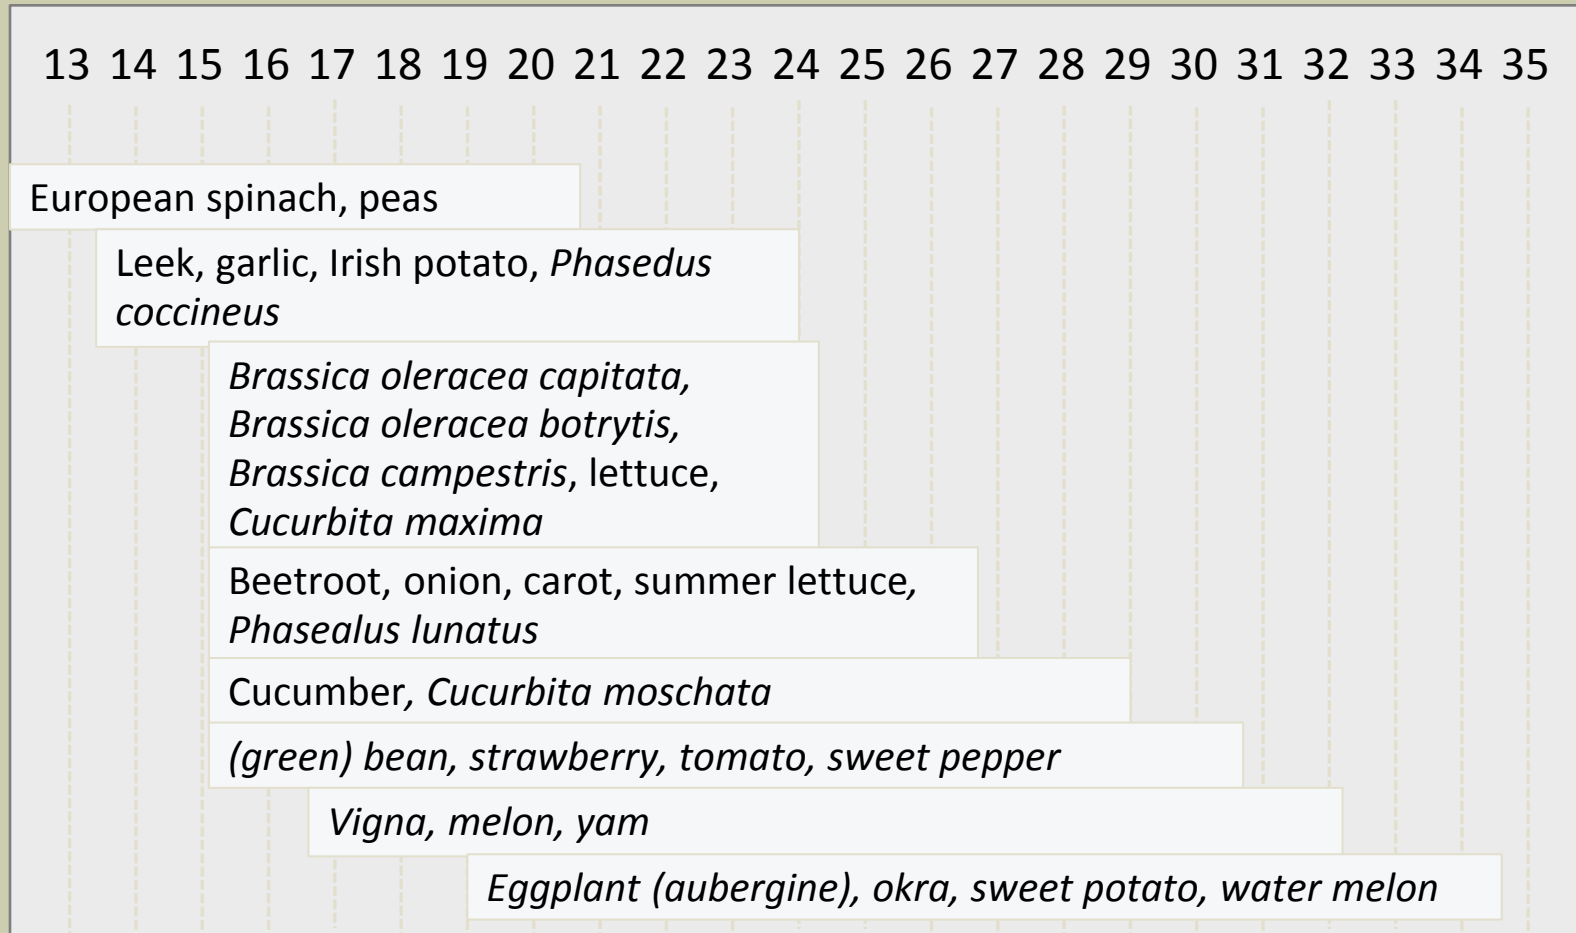 13 14 15 16 17 18 19 20 21 22 23 24 25 26 27 28 29 30 31 32 33 34 35
European spinach, peas
Leek, garlic, Irish potato, Phasedus
coccineus
Brassica oleracea capitata,
Brassica oleracea botrytis,
Brassica campestris, lettuce,
Cucurbita maxima
Beetroot, onion, carot, summer lettuce,
Phasealus lunatus
Cucumber, Cucurbita moschata
(green) bean, strawberry, tomato, sweet pepper
Vigna, melon, yam
Eggplant (aubergine), okra, sweet potato, water melon